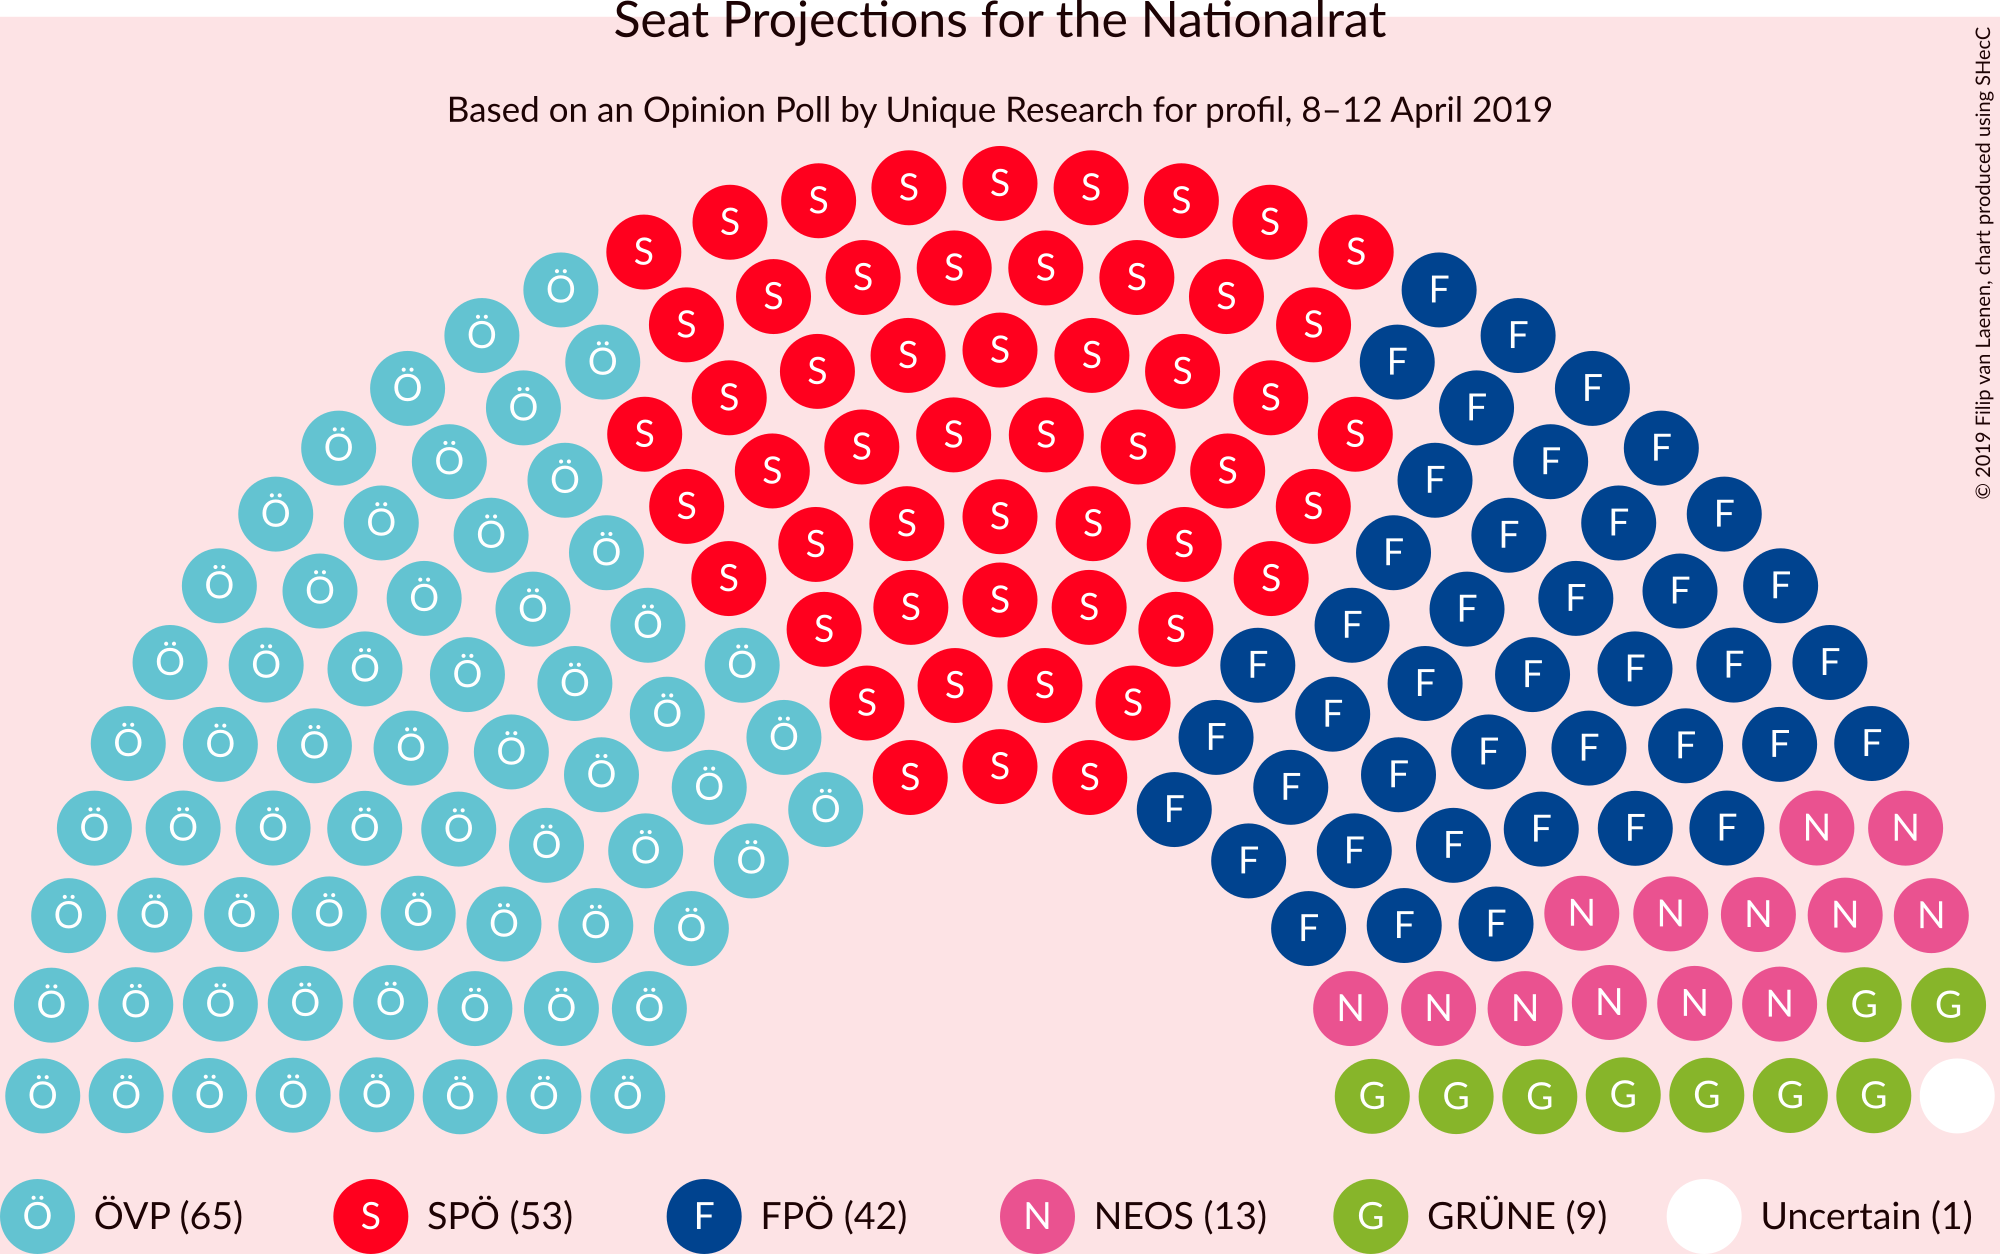 Seat Projections for the Nationalrat
Based on an Opinion Poll by Unique Research for profil, 8–12 April 2019
© 2019 Filip van Laenen, chart produced using SHecC
S S S S S S S S S
Ö S S S S S S S S F
Ö Ö S S S S S S S F F
Ö Ö S S S S S S S S F F
Ö Ö Ö S S S S S S S F F F
Ö Ö Ö Ö S S S S S F F F F
Ö Ö Ö Ö Ö S S S S F F F F F
Ö Ö Ö Ö Ö Ö S S S F F F F F F
Ö Ö Ö Ö Ö Ö Ö F F F F F F F
Ö Ö Ö Ö Ö Ö Ö Ö F F F F F F F F
Ö Ö Ö Ö Ö Ö Ö Ö F F F F F F N N
Ö Ö Ö Ö Ö Ö Ö Ö F F F N N N N N
Ö Ö Ö Ö Ö Ö Ö Ö N N N N N N G G
Ö Ö Ö Ö Ö Ö Ö Ö G G G G G G G
Ö ÖVP (65) S SPÖ (53) F FPÖ (42) N NEOS (13) G GRÜNE (9) Uncertain (1)